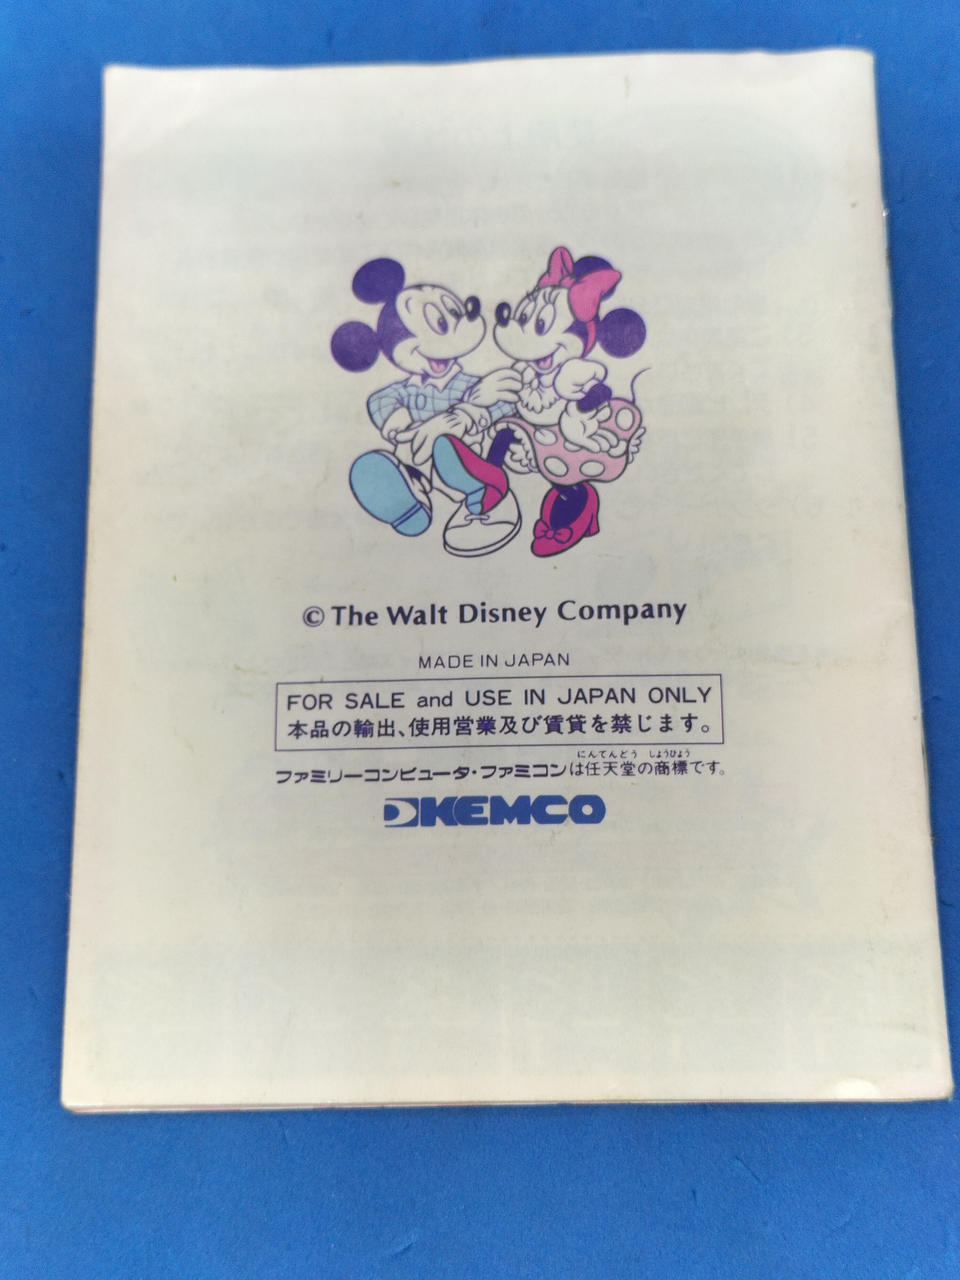 © The Walt Disney Company
MADE IN JAPAN
FOR SALE and USE IN JAPAN ONLY
本品の輸出、使用営業及び賃貸を禁じます。
にんてんどう しょうひょう
ファミリーコンピュータ・ファミコンは任天堂の商標です。
KEMCO